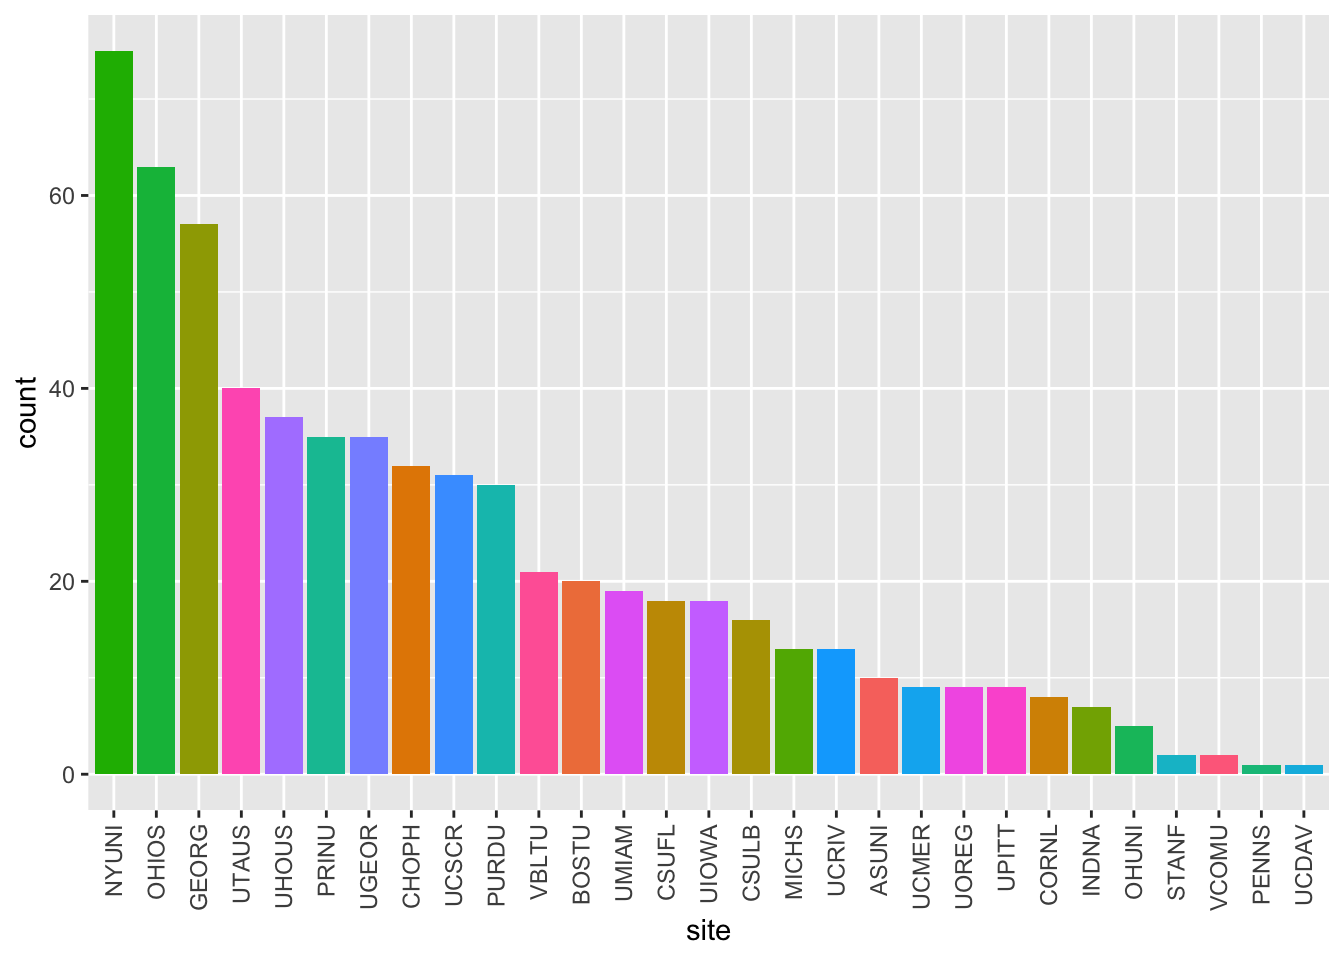 count
60
40
20
0
NYUNI
OHIOS
GEORG
UTAUS
UHOUS
PRINU
UGEOR
CHOPH
UCSCR
PURDU
VBLTU
BOSTU
UMIAM
CSUFL
UIOWA
CSULB
MICHS
UCRIV
ASUNI
UCMER
UOREG
UPITT
CORNL
INDNA
OHUNI
STANF
VCOMU
PENNS
UCDAV
site